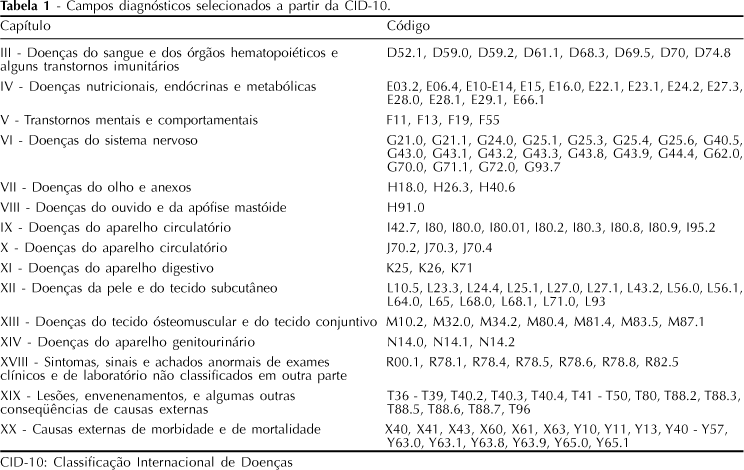 Tabela 1 - Campos diagnósticos selecionados a partir da CID-10.
Capítulo Código
III - Doenças do sangue e dos órgãos hematopoiéticos e D52.1, D59.0, D59.2, D61.1, D68.3, D69.5, D70, D74.8
alguns transtornos imunitários
IV - Doenças nutricionais, endócrinas e metabólicas E03.2, E06.4, E10-E14, E15, E16.0, E22.1, E23.1, E24.2, E27.3,
E28.0, E28.1, E29.1, E66.1
V - Transtornos mentais e comportamentais F11, F13, F19, F55
VI - Doenças do sistema nervoso G21.0, G21.1, G24.0, G25.1, G25.3, G25.4, G25.6, G40.5,
G43.0, G43.1, G43.2, G43.3, G43.8, G43.9, G44.4, G62.0,
G70.0, G71.1, G72.0, G93.7
VII - Doenças do olho e anexos H18.0, H26.3, H40.6
VIII - Doenças do ouvido e da apófise mastóide H91.0
IX - Doenças do aparelho circulatório I42.7, I80, I80.0, I80.01, I80.2, I80.3, I80.8, I80.9, I95.2
X - Doenças do aparelho circulatório J70.2, J70.3, J70.4
XI - Doenças do aparelho digestivo K25, K26, K71
XII - Doenças da pele e do tecido subcutâneo L10.5, L23.3, L24.4, L25.1, L27.0, L27.1, L43.2, L56.0, L56.1,
L64.0, L65, L68.0, L68.1, L71.0, L93
XIII - Doenças do tecido ósteomuscular e do tecido conjuntivo M10.2, M32.0, M34.2, M80.4, M81.4, M83.5, M87.1
XIV - Doenças do aparelho genitourinário N14.0, N14.1, N14.2
XVIII - Sintomas, sinais e achados anormais de exames R00.1, R78.1, R78.4, R78.5, R78.6, R78.8, R82.5
clínicos e de laboratório não classificados em outra parte
XIX - Lesões, envenenamentos, e algumas outras T36 - T39, T40.2, T40.3, T40.4, T41 - T50, T80, T88.2, T88.3,
conseqüências de causas externas T88.5, T88.6, T88.7, T96
XX - Causas externas de morbidade e de mortalidade X40, X41, X43, X60, X61, X63, Y10, Y11, Y13, Y40 - Y57,
Y63.0, Y63.1, Y63.8, Y63.9, Y65.0, Y65.1
CID-10: Classificação Internacional de Doenças